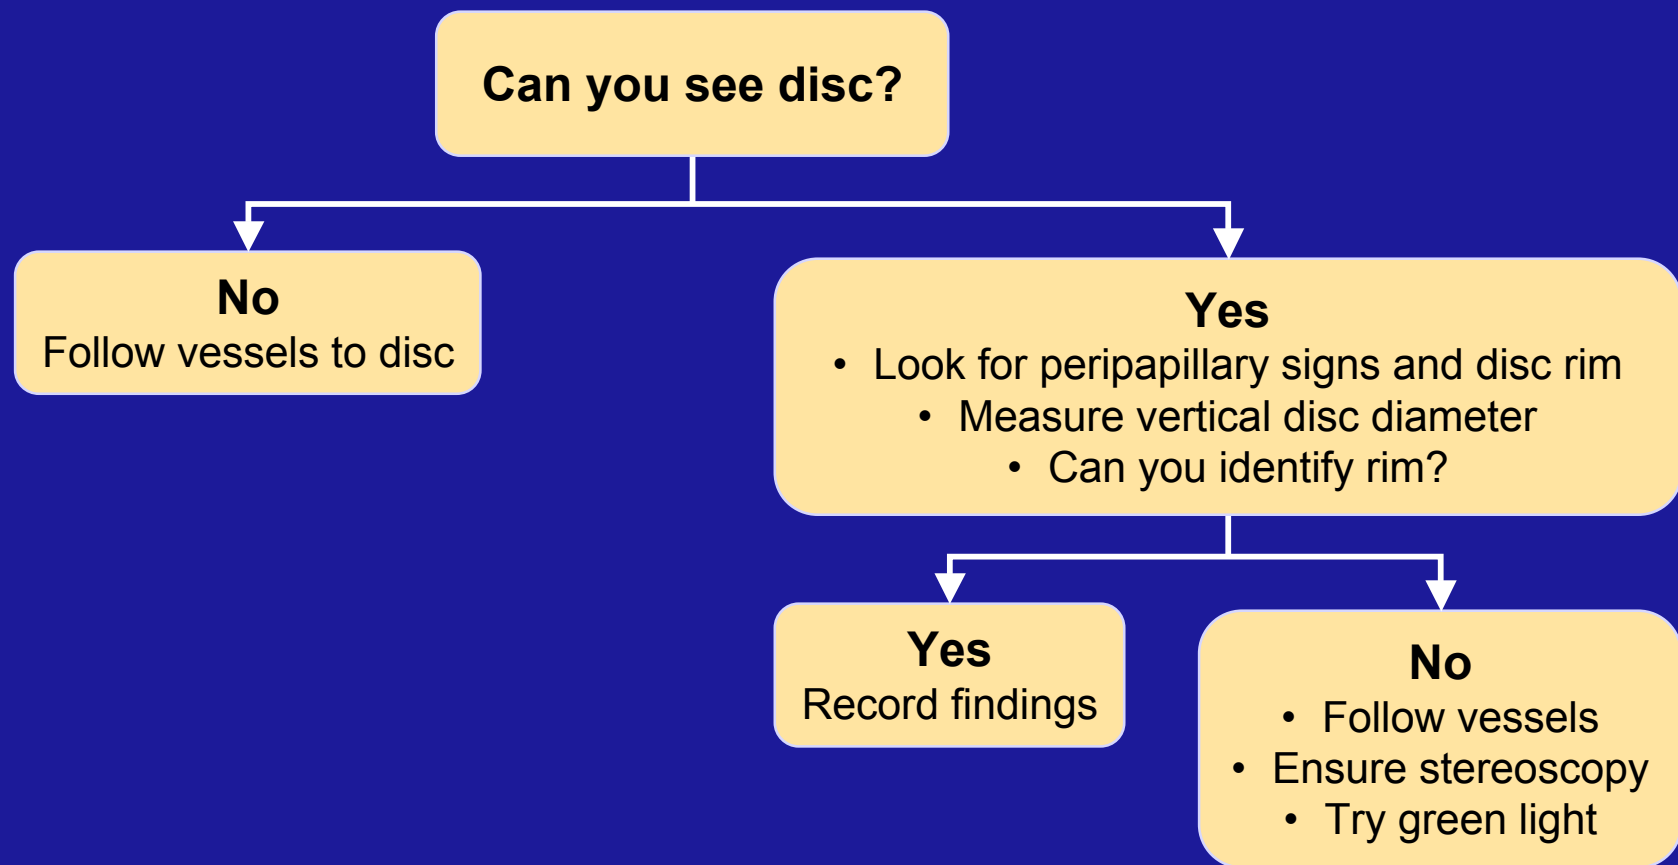 Can you see disc?
No
Follow vessels to disc
Yes
• Look for peripapillary signs and disc rim
• Measure vertical disc diameter
• Can you identify rim?
Yes
Record findings
No
• Follow vessels
• Ensure stereoscopy
• Try green light